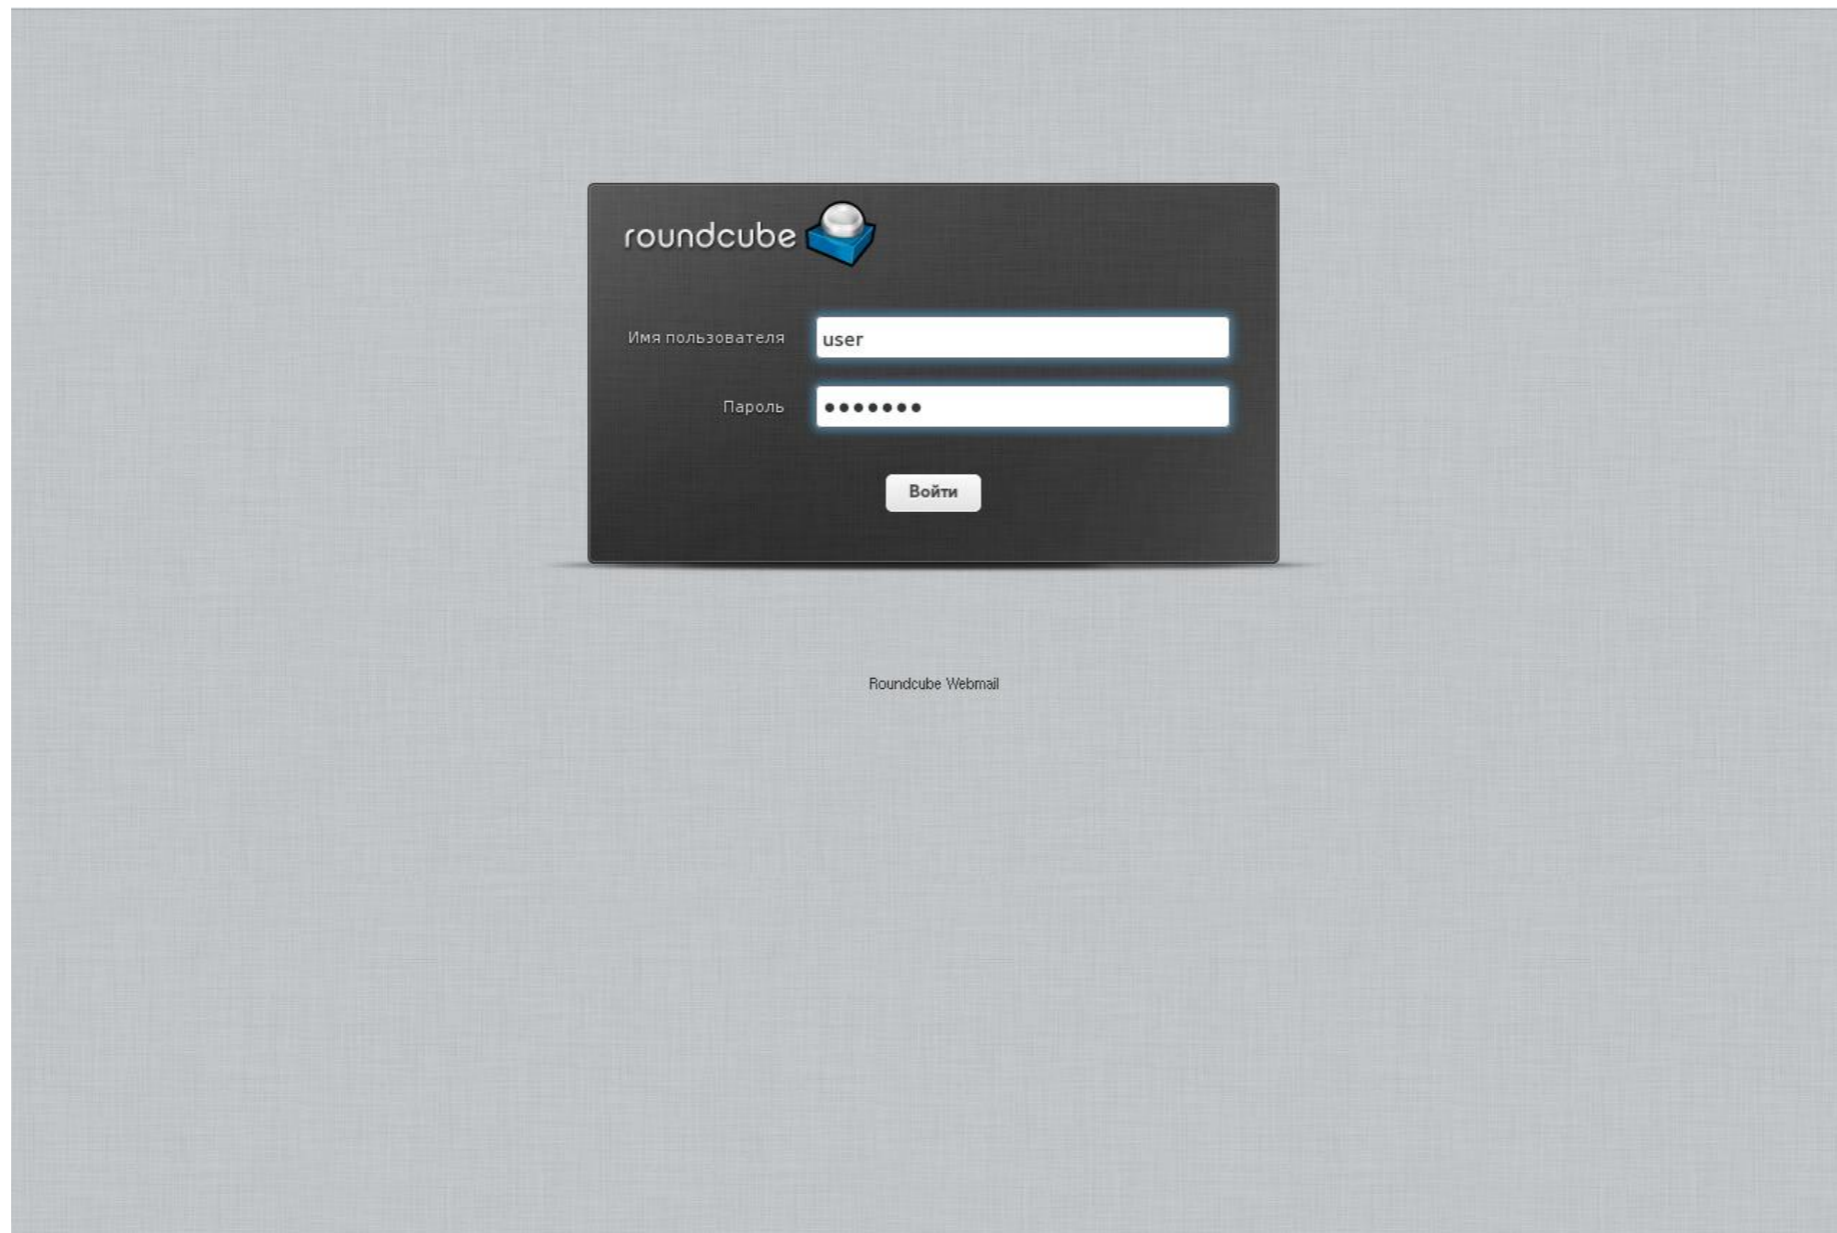 roundcube
Имя пользователя
user
Пароль
•••••••
Войти
Roundcube Webmail